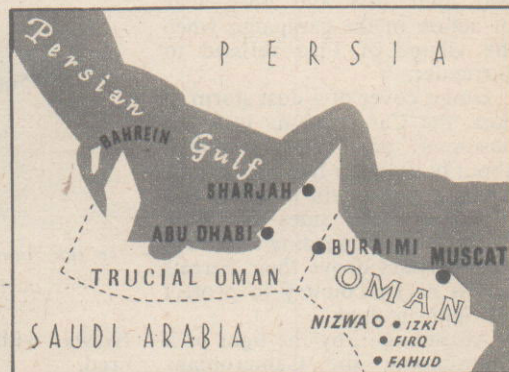 PERSIA
Persian Gulf
BAHREIN
SHARJAH
ABU DHABI
BURAIMI
MUSCAT
TRUCIAL OMAN
OMAN
NIZWA
IZKI
FIRQ
FAHUD
SAUDI ARABIA